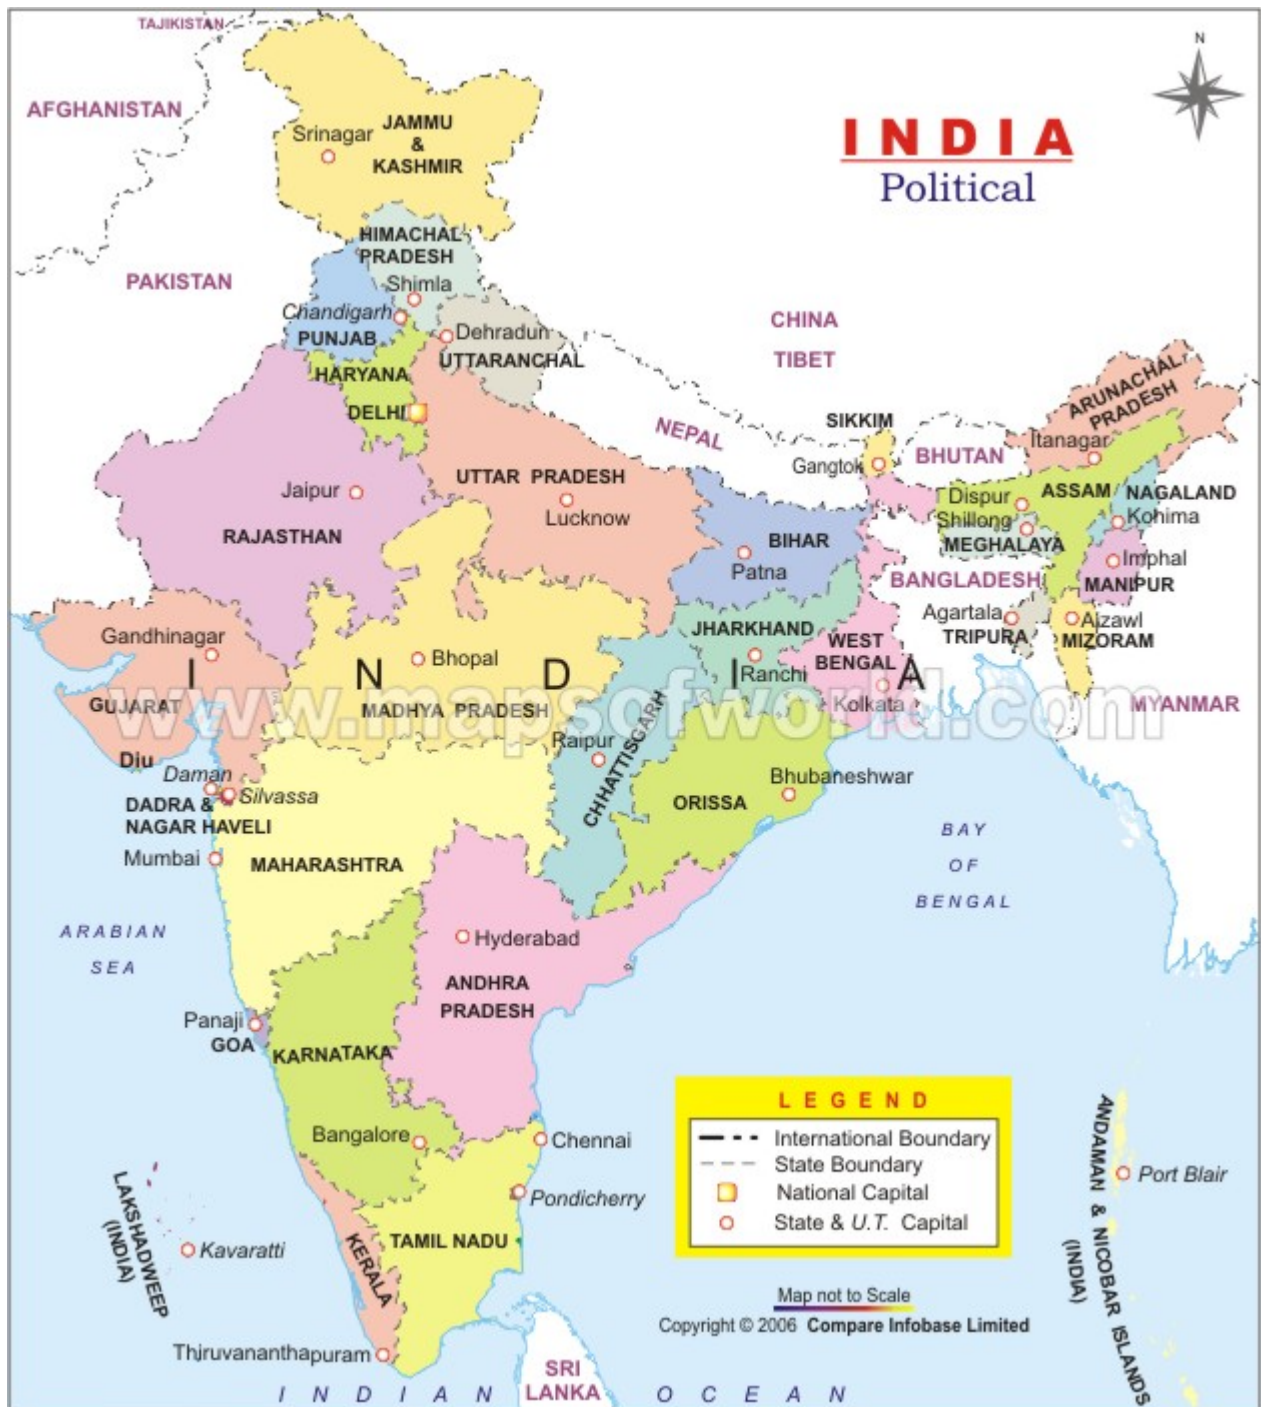 TAJIKISTAN
N
AFGHANISTAN
INDIA
Political
JAMMU
&
KASHMIR
Srinagar
HIMACHAL
PRADESH
PAKISTAN
Shimla
Chandigarh
PUNJAB
Dehradun
UTTARANCHAL
CHINA
TIBET
HARYANA
DELHI
ARUNACHAL
PRADESH
SIKKIM
NEPAL
Itanagar
Gangtok
BHUTAN
UTTAR PRADESH
Lucknow
Jaipur
RAJASTHAN
Dispur
ASSAM
NAGALAND
Shillong
Kohima
MEGHALAYA
BIHAR
Patna
Imphal
MANIPUR
BANGLADESH
Agartala
TRIPURA
Aizawl
MIZORAM
Gandhinagar
JHARKHAND
Ranchi
WEST
BENGAL
Kolkata
Bhopal
I N D I A
www.mapsofworld.com
GUJARAT
MADHYA PRADESH
MYANMAR
Diu
Daman
Silvassa
DADRA &
NAGAR HAVELI
Raipur
CHHATTISGARH
Bhubaneshwar
ORISSA
Mumbai
MAHARASHTRA
BAY
OF
BENGAL
ARABIAN
SEA
Hyderabad
ANDHRA
PRADESH
Panaji
GOA
KARNATAKA
Bangalore
Chennai
LEGEND
International Boundary
State Boundary
National Capital
State & U.T. Capital
Pondicherry
TAMIL NADU
KERALA
Thiruvananthapuram
LAKSHADWEEP
(INDIA)
Kavaratti
ANDAMAN & NICOBAR ISLANDS
(INDIA)
Port Blair
Map not to Scale
Copyright © 2006 Compare Infobase Limited
SRI
LANKA
INDIAN OCEAN